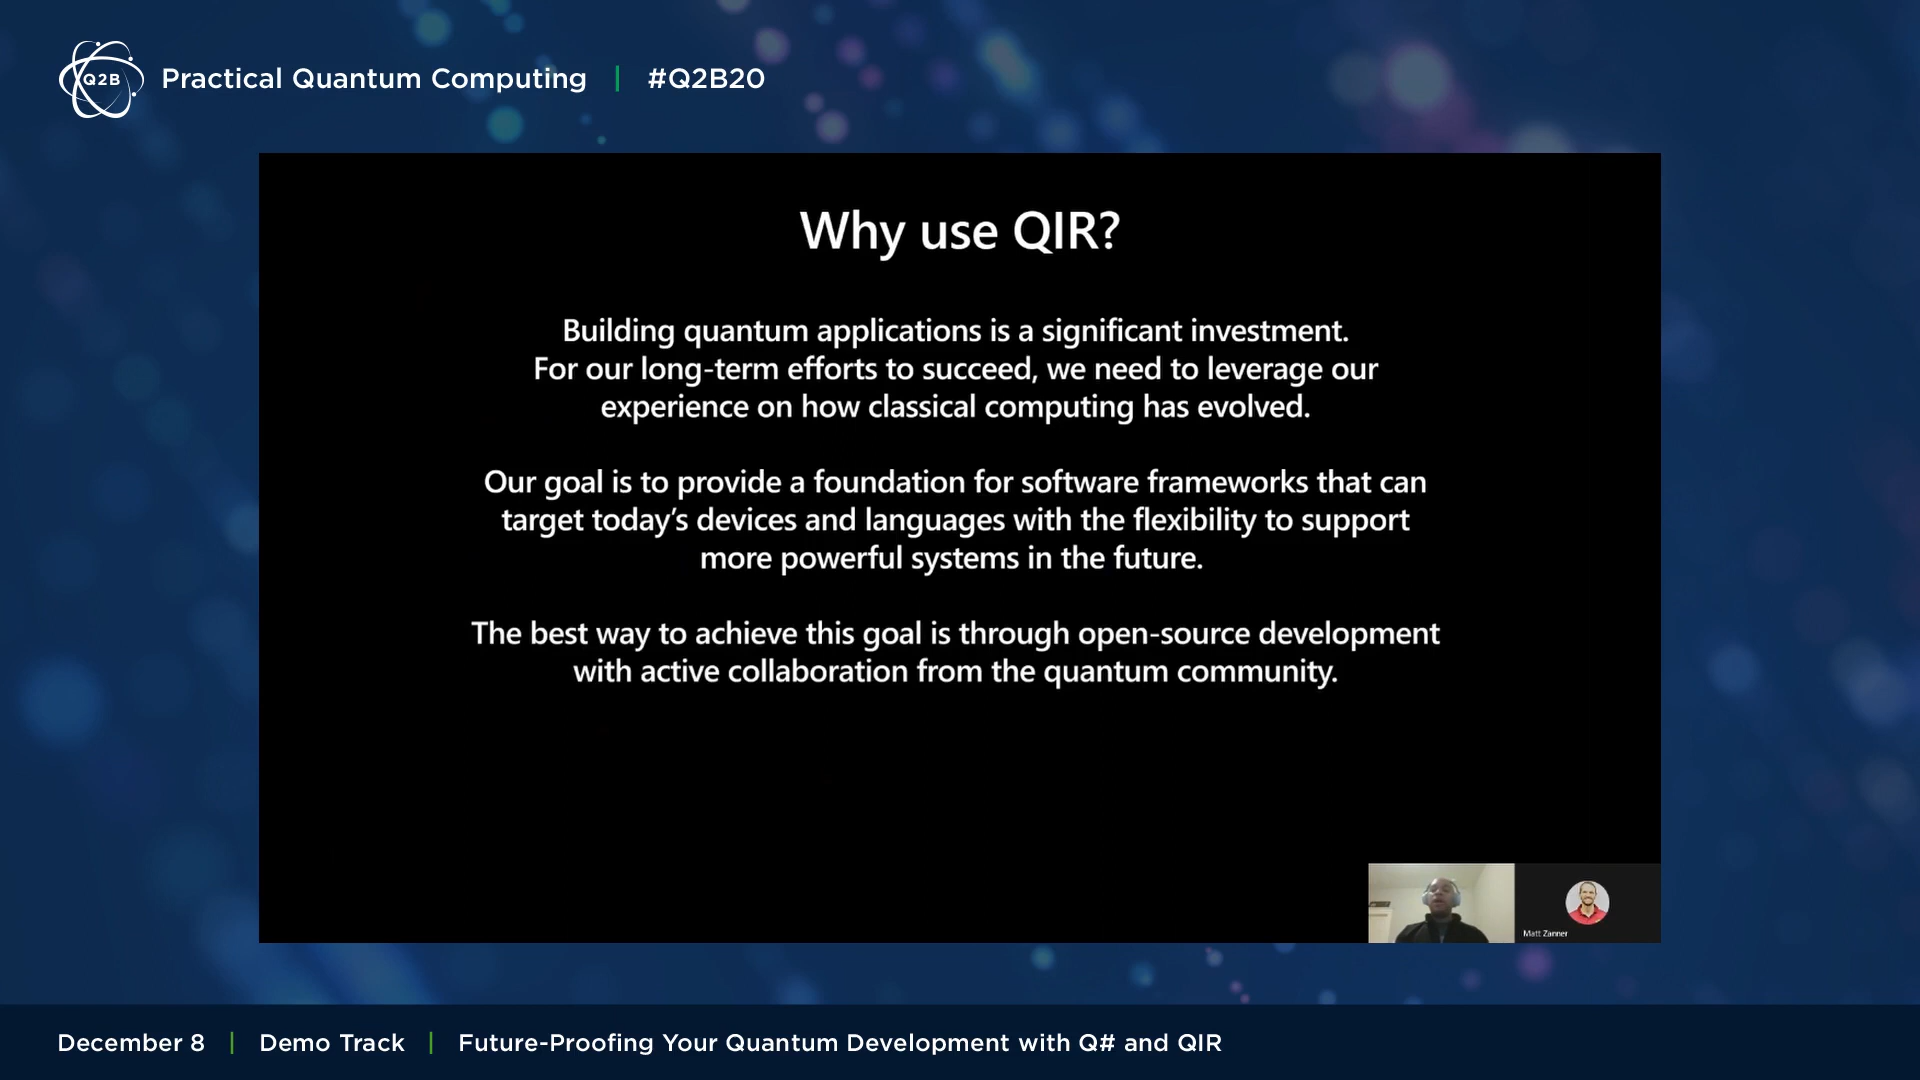 Q2B
Practical Quantum Computing | #Q2B20
Why use QIR?
Building quantum applications is a significant investment.
For our long-term efforts to succeed, we need to leverage our
experience on how classical computing has evolved.
Our goal is to provide a foundation for software frameworks that can
target today's devices and languages with the flexibility to support
more powerful systems in the future.
The best way to achieve this goal is through open-source development
with active collaboration from the quantum community.
Matt Zanner
December 8 | Demo Track | Future-Proofing Your Quantum Development with Q# and QIR